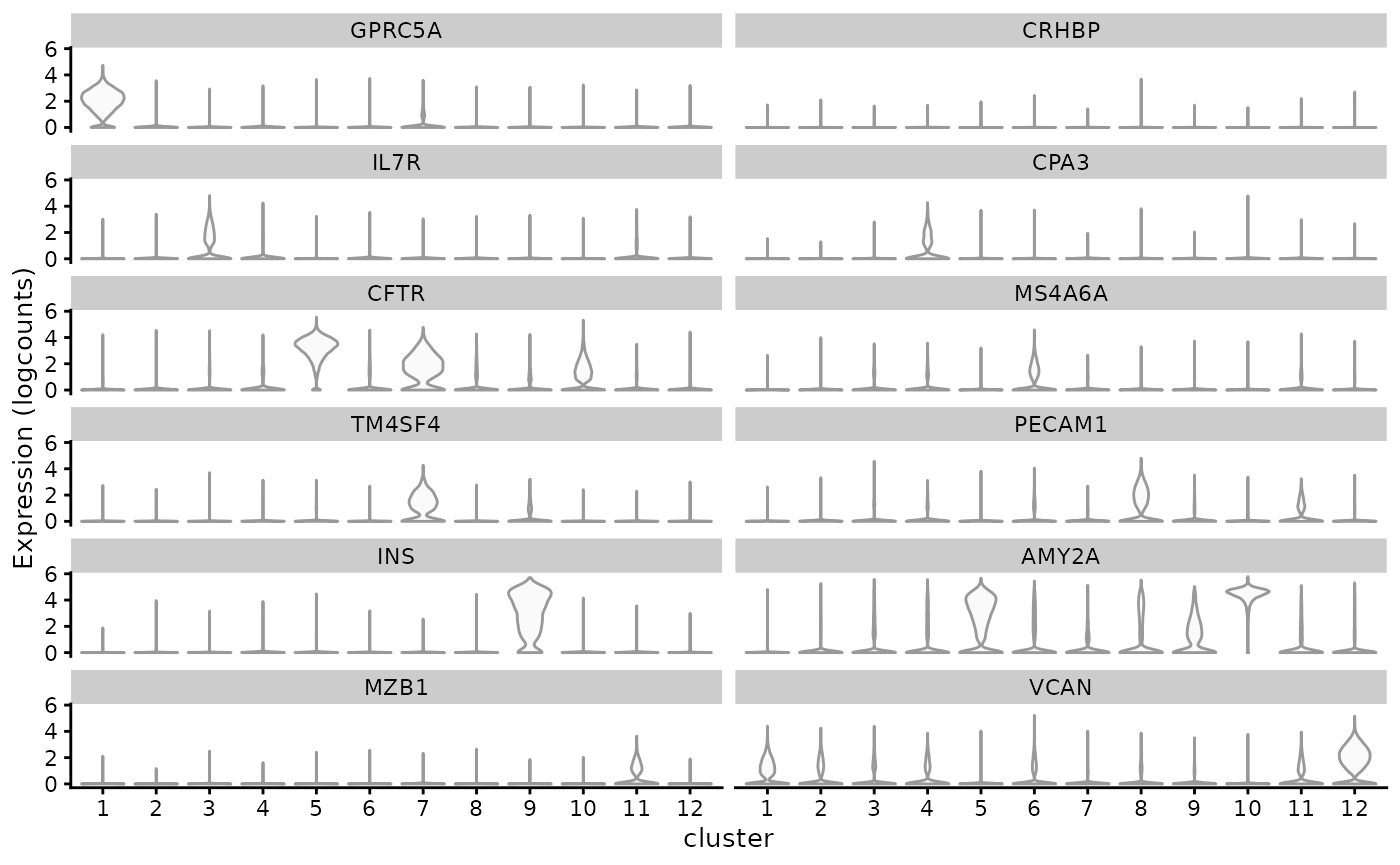 GPRC5A CRHBP
6
4
2
0
IL7R CPA3
6
4
2
0
CFTR MS4A6A
6
4
2
0
TM4SF4 PECAM1
6
4
2
0
INS AMY2A
6
4
2
0
MZB1 VCAN
6
4
2
0
Expression (logcounts)
1 2 3 4 5 6 7 8 9 10 11 12 1 2 3 4 5 6 7 8 9 10 11 12
cluster